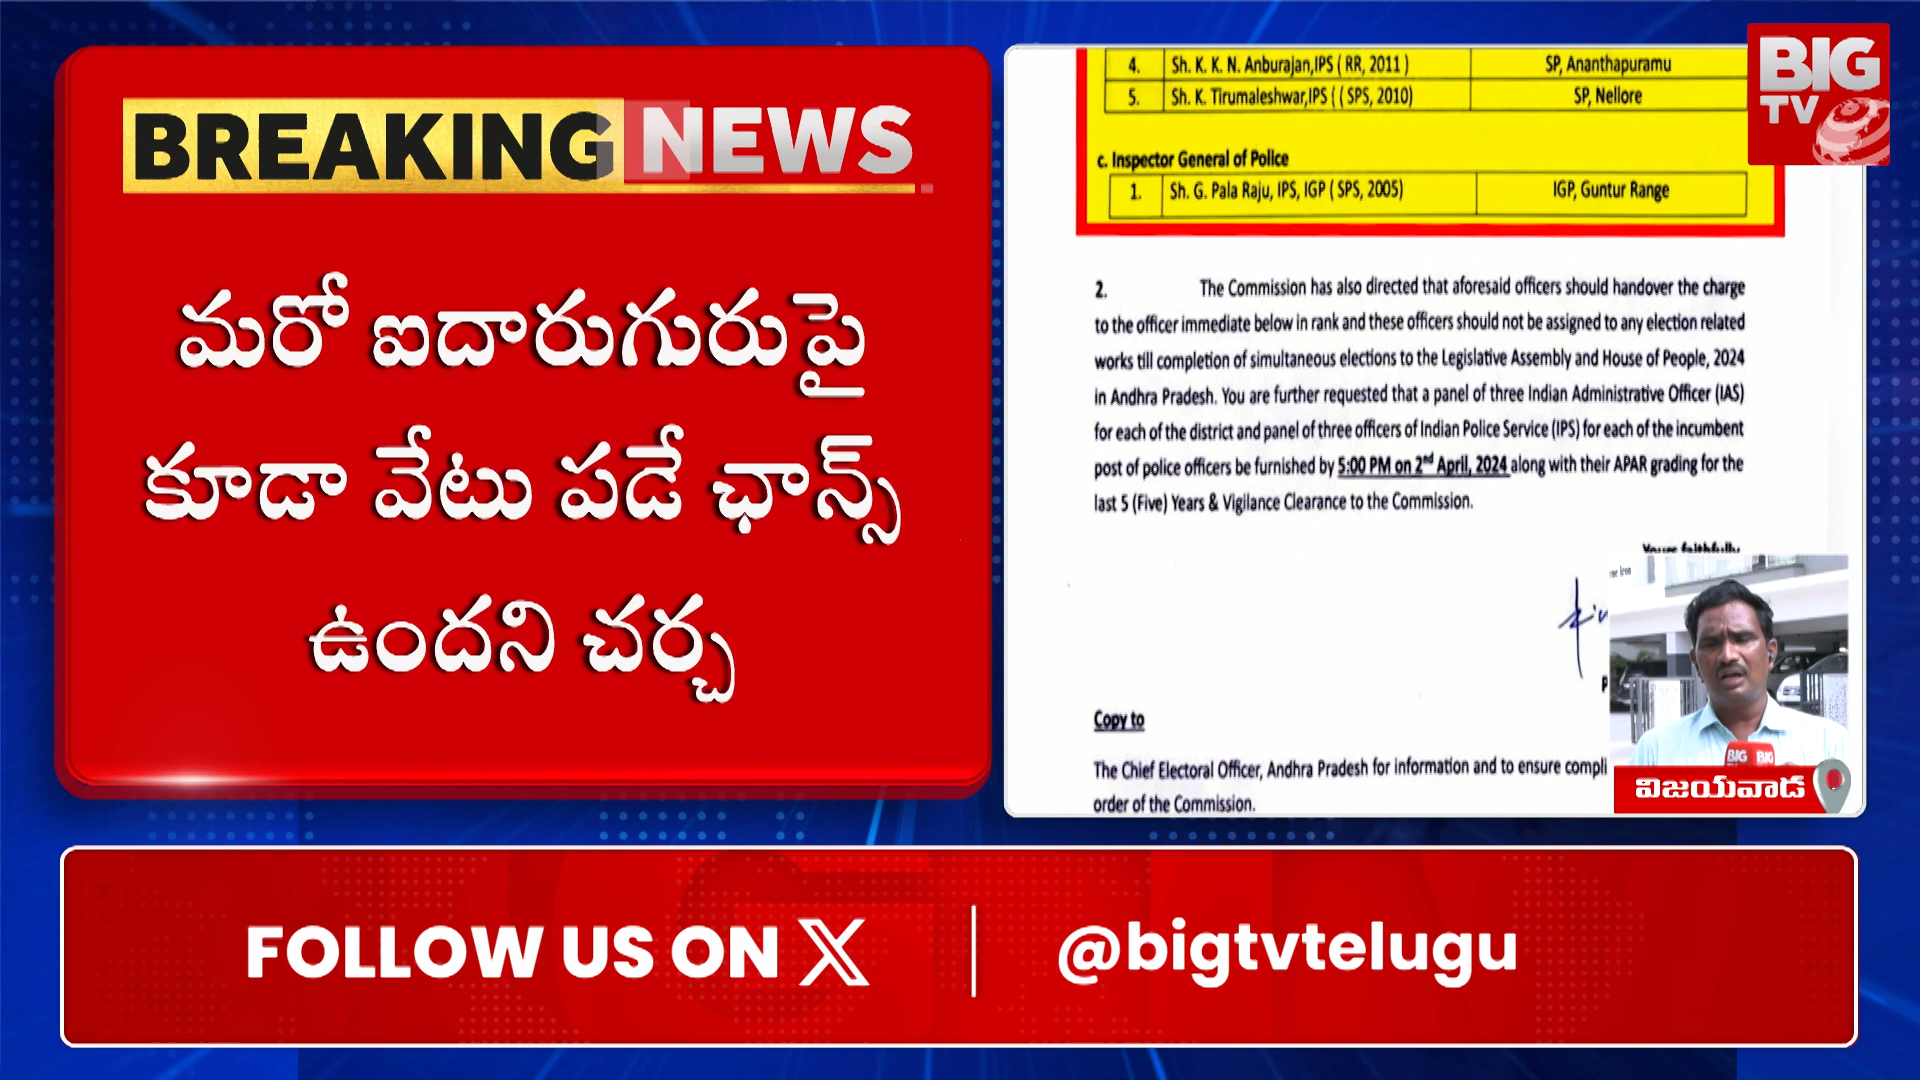 BREAKING NEWS
మరో ఐదారుగురుపై
కూడా వేటు పడే ఛాన్స్
ఉందని చర్చ
4. Sh. K. K. N. Anburajan,IPS ( RR, 2011 ) SP, Ananthapuramu
5. Sh. K. Tirumaleshwar,IPS ( ( SPS, 2010) SP, Nellore
c. Inspector General of Police
1. Sh. G. Pala Raju, IPS, IGP ( SPS, 2005) IGP, Guntur Range
2. The Commission has also directed that aforesaid officers should handover the charge
to the officer immediate below in rank and these officers should not be assigned to any election related
works till completion of simultaneous elections to the Legislative Assembly and House of People, 2024
in Andhra Pradesh. You are further requested that a panel of three Indian Administrative Officer (IAS)
for each of the district and panel of three officers of Indian Police Service (IPS) for each of the incumbent
post of police officers be furnished by 5:00 PM on 2nd April, 2024 along with their APAR grading for the
last 5 (Five) Years & Vigilance Clearance to the Commission.
Yours faithfully
Copy to
The Chief Electoral Officer, Andhra Pradesh for information and to ensure compli
order of the Commission.
BIG
TV
BIG BIG
విజయవాడ
FOLLOW US ON X | @bigtvtelugu